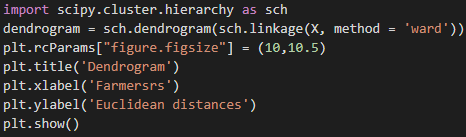 import scipy.cluster.hierarchy as sch
dendrogram = sch.dendrogram(sch.linkage(X, method = 'ward'))
plt.rcParams["figure.figsize"] = (10,10.5)
plt.title('Dendrogram')
plt.xlabel('Farmersrs')
plt.ylabel('Euclidean distances')
plt.show()